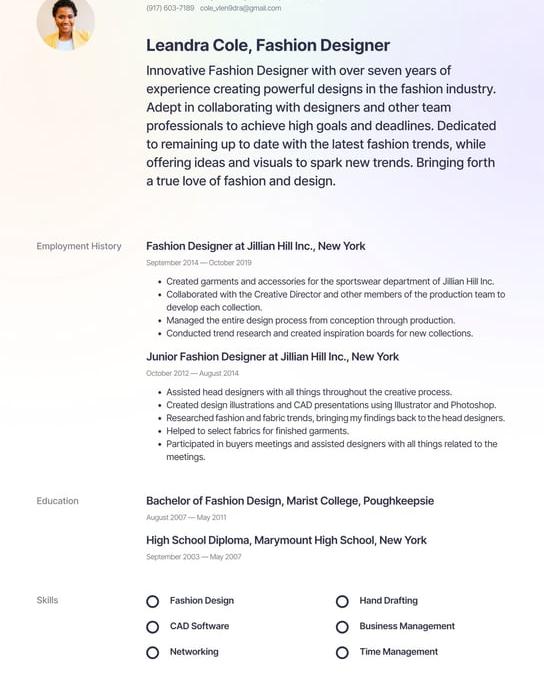 (917) 603-7189 cole_vleh9dra@gmail.com
Leandra Cole, Fashion Designer
Innovative Fashion Designer with over seven years of
experience creating powerful designs in the fashion industry.
Adept in collaborating with designers and other team
professionals to achieve high goals and deadlines. Dedicated
to remaining up to date with the latest fashion trends, while
offering ideas and visuals to spark new trends. Bringing forth
a true love of fashion and design.
Employment History
Fashion Designer at Jillian Hill Inc., New York
September 2014 — October 2019
• Created garments and accessories for the sportswear department of Jillian Hill Inc.
• Collaborated with the Creative Director and other members of the production team to
develop each collection.
• Managed the entire design process from conception through production.
• Conducted trend research and created inspiration boards for new collections.
Junior Fashion Designer at Jillian Hill Inc., New York
October 2012 — August 2014
• Assisted head designers with all things throughout the creative process.
• Created design illustrations and CAD presentations using Illustrator and Photoshop.
• Researched fashion and fabric trends, bringing my findings back to the head designers.
• Helped to select fabrics for finished garments.
• Participated in buyers meetings and assisted designers with all things related to the
meetings.
Education
Bachelor of Fashion Design, Marist College, Poughkeepsie
August 2007 — May 2011
High School Diploma, Marymount High School, New York
September 2003 — May 2007
Skills
Fashion Design
Hand Drafting
CAD Software
Business Management
Networking
Time Management